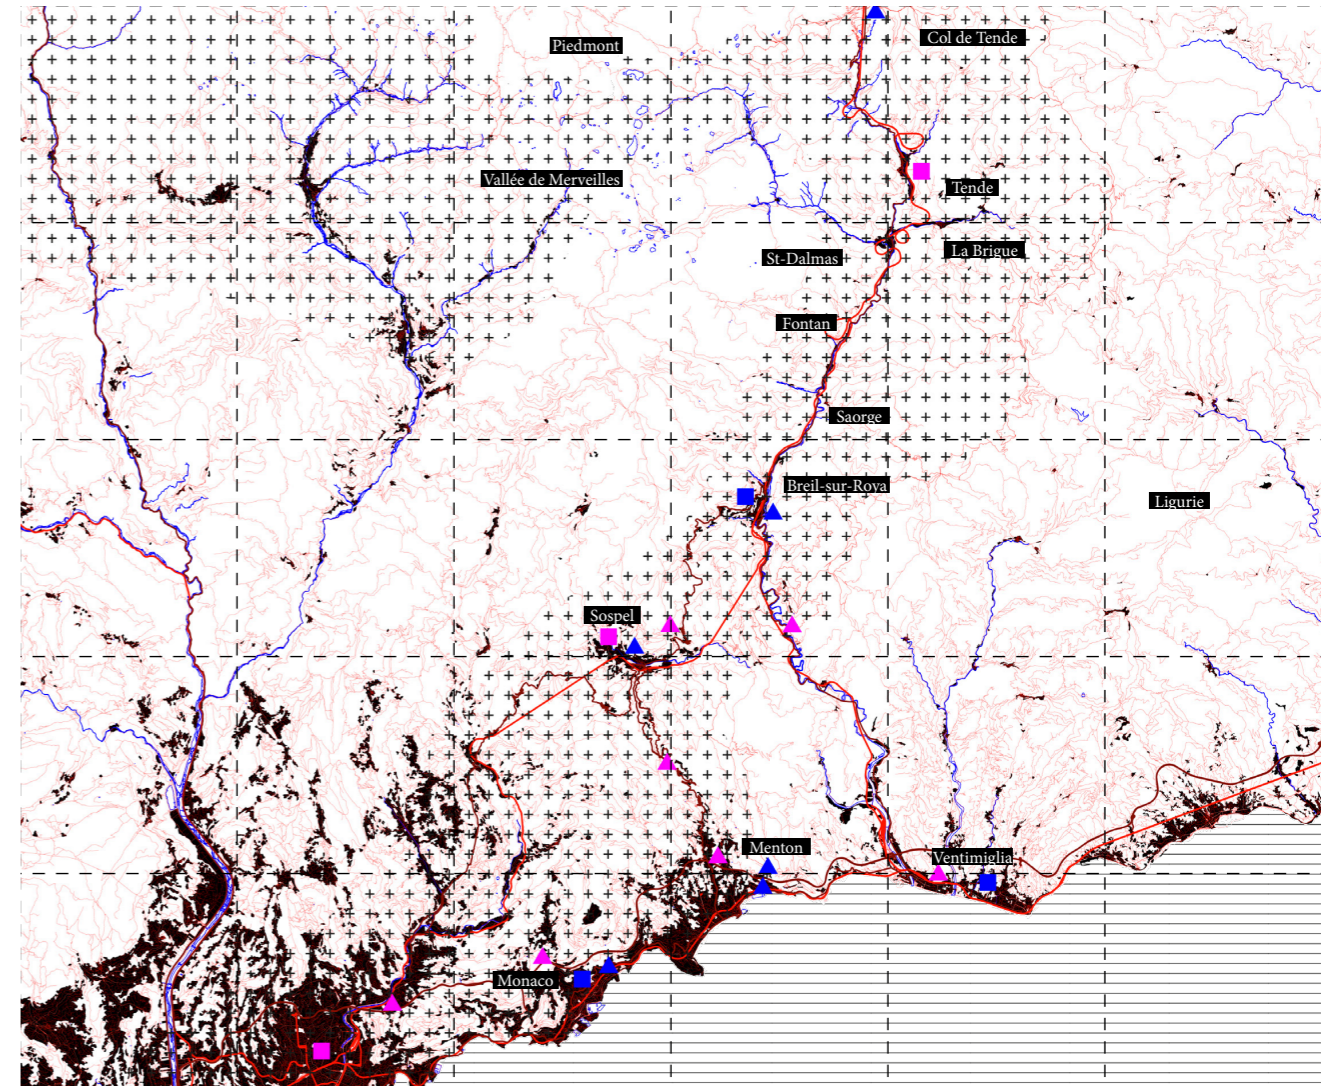 Col de Tende
Piedmont
Vallée de Merveilles
Tende
La Brigue
St-Dalmas
Fontan
Saorge
Breil-sur-Roya
Ligurie
Sospel
Menton
Ventimiglia
Monaco